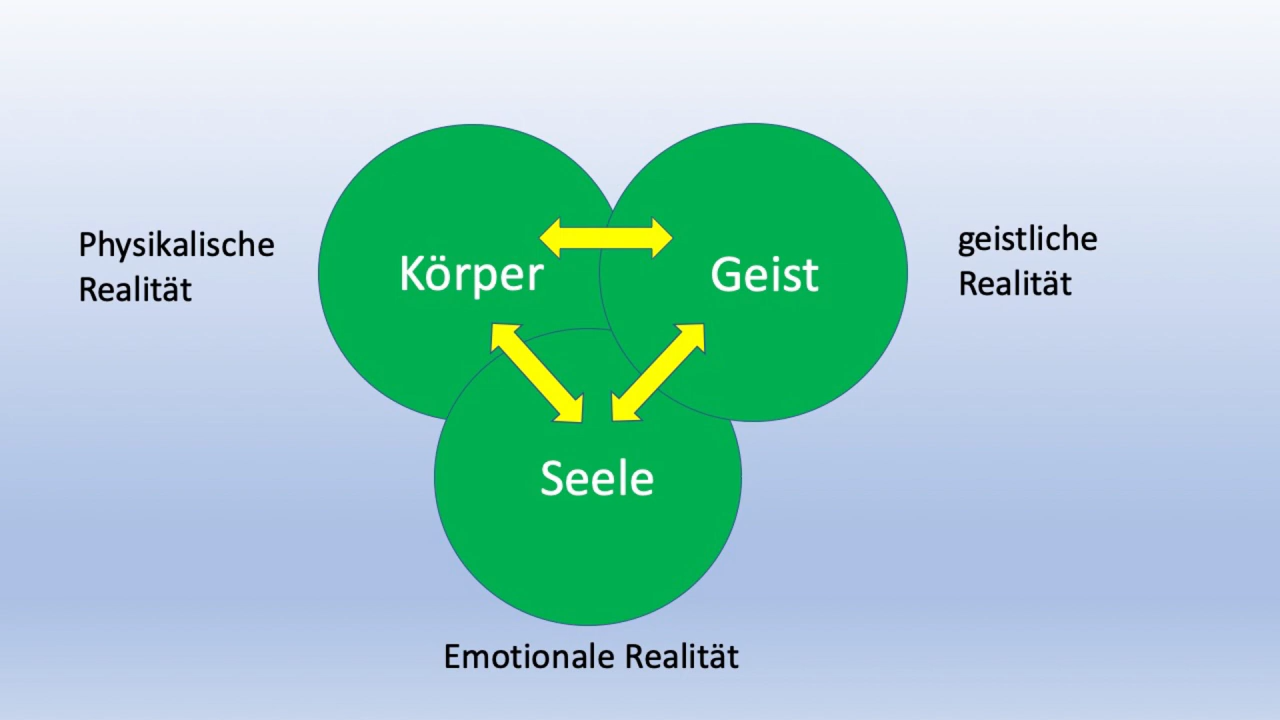 Physikalische
Realität
Körper
Geist
geistliche
Realität
Seele
Emotionale Realität